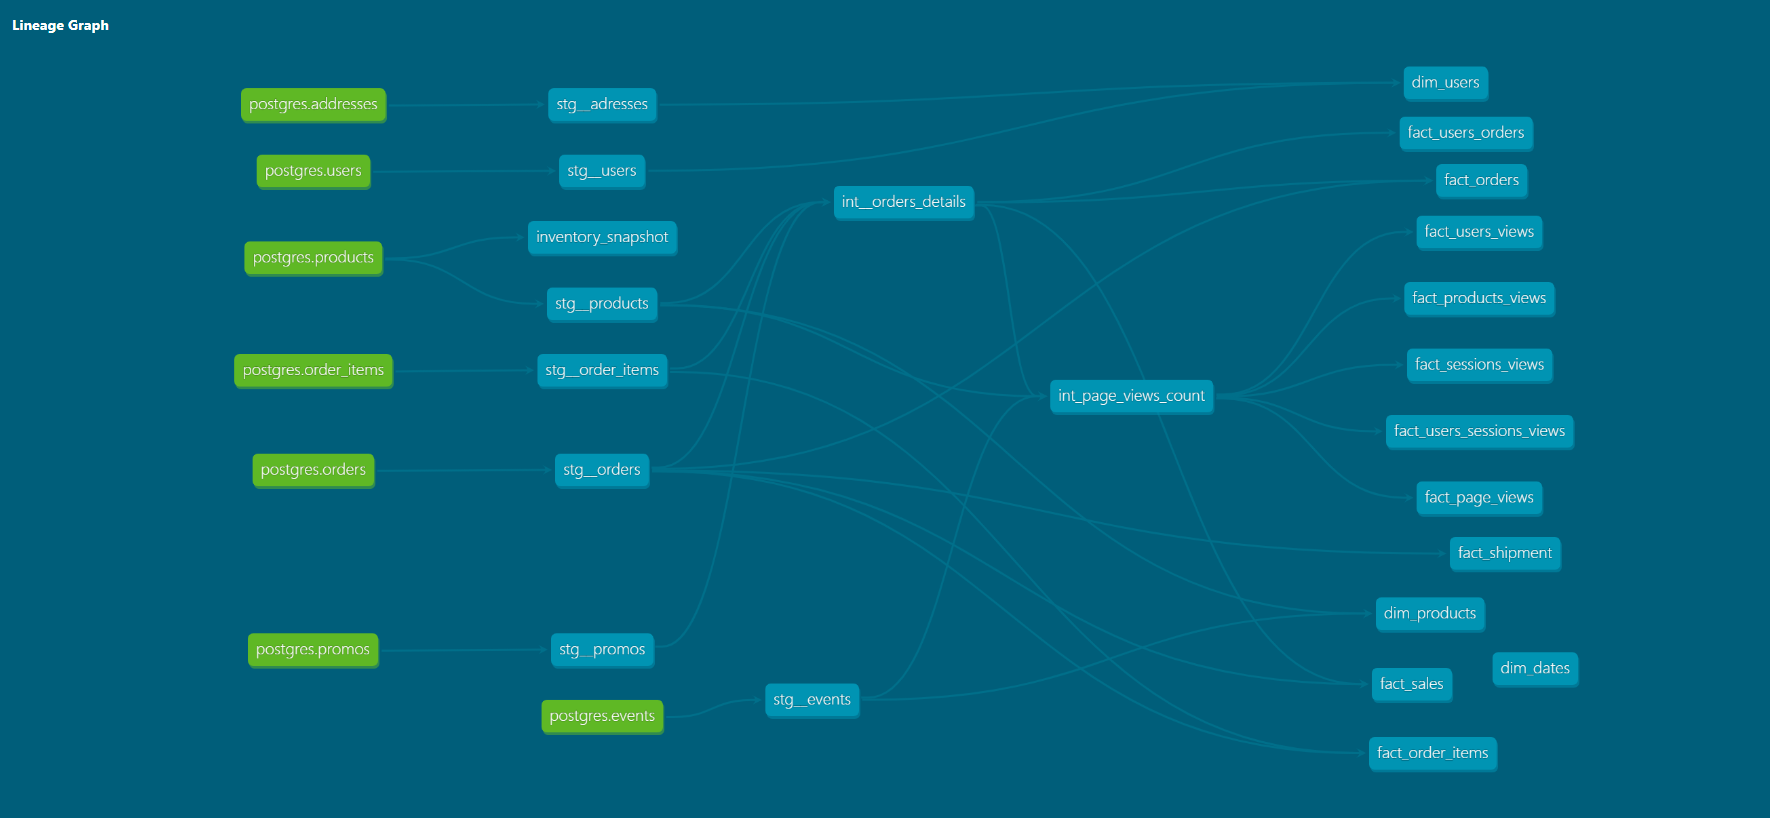 Lineage Graph
postgres.addresses
postgres.users
postgres.products
postgres.order_items
postgres.orders
postgres.promos
postgres.events
stg__adresses
stg__users
inventory_snapshot
stg__products
stg__order_items
stg__orders
stg__promos
stg__events
int__orders_details
int_page_views_count
dim_users
fact_users_orders
fact_orders
fact_users_views
fact_products_views
fact_sessions_views
fact_users_sessions_views
fact_page_views
fact_shipment
dim_products
dim_dates
fact_sales
fact_order_items